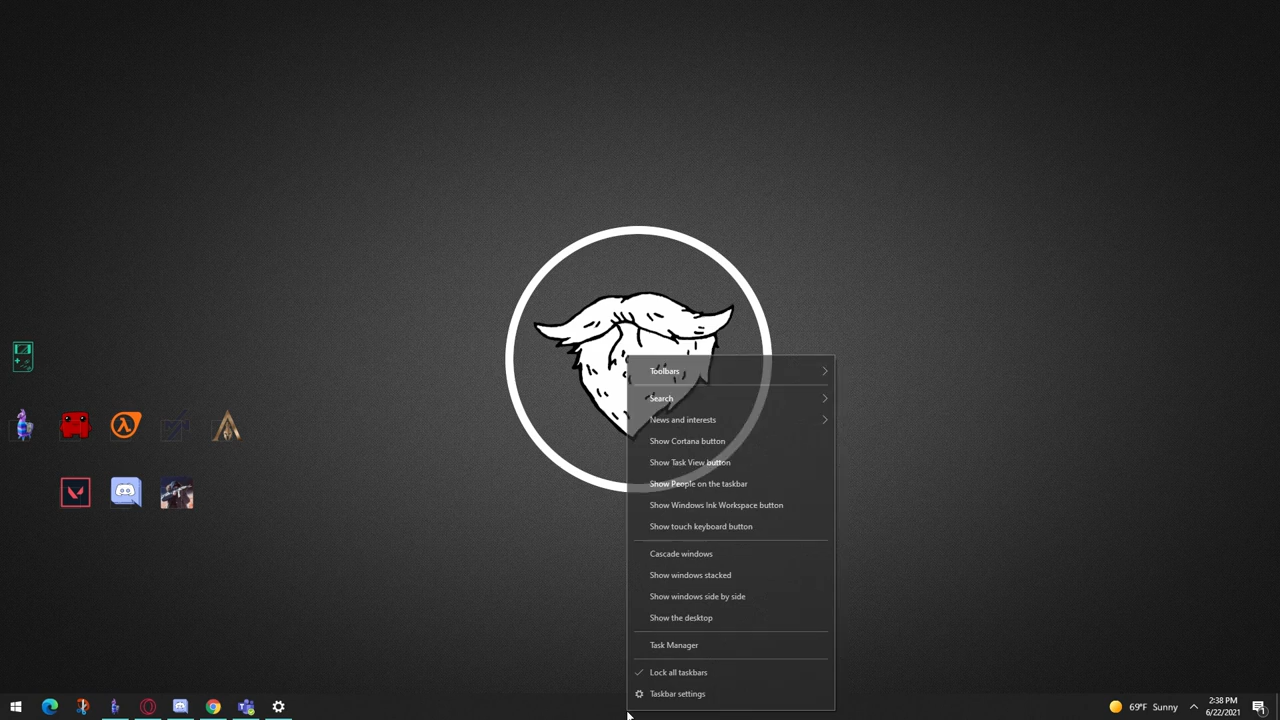 Toolbars
Search
News and interests
Show Cortana button
Show Task View button
Show People on the taskbar
Show Windows Ink Workspace button
Show touch keyboard button
Cascade windows
Show windows stacked
Show windows side by side
Show the desktop
Task Manager
Lock all taskbars
Taskbar settings
69°F Sunny
2:38 PM
6/22/2021
1